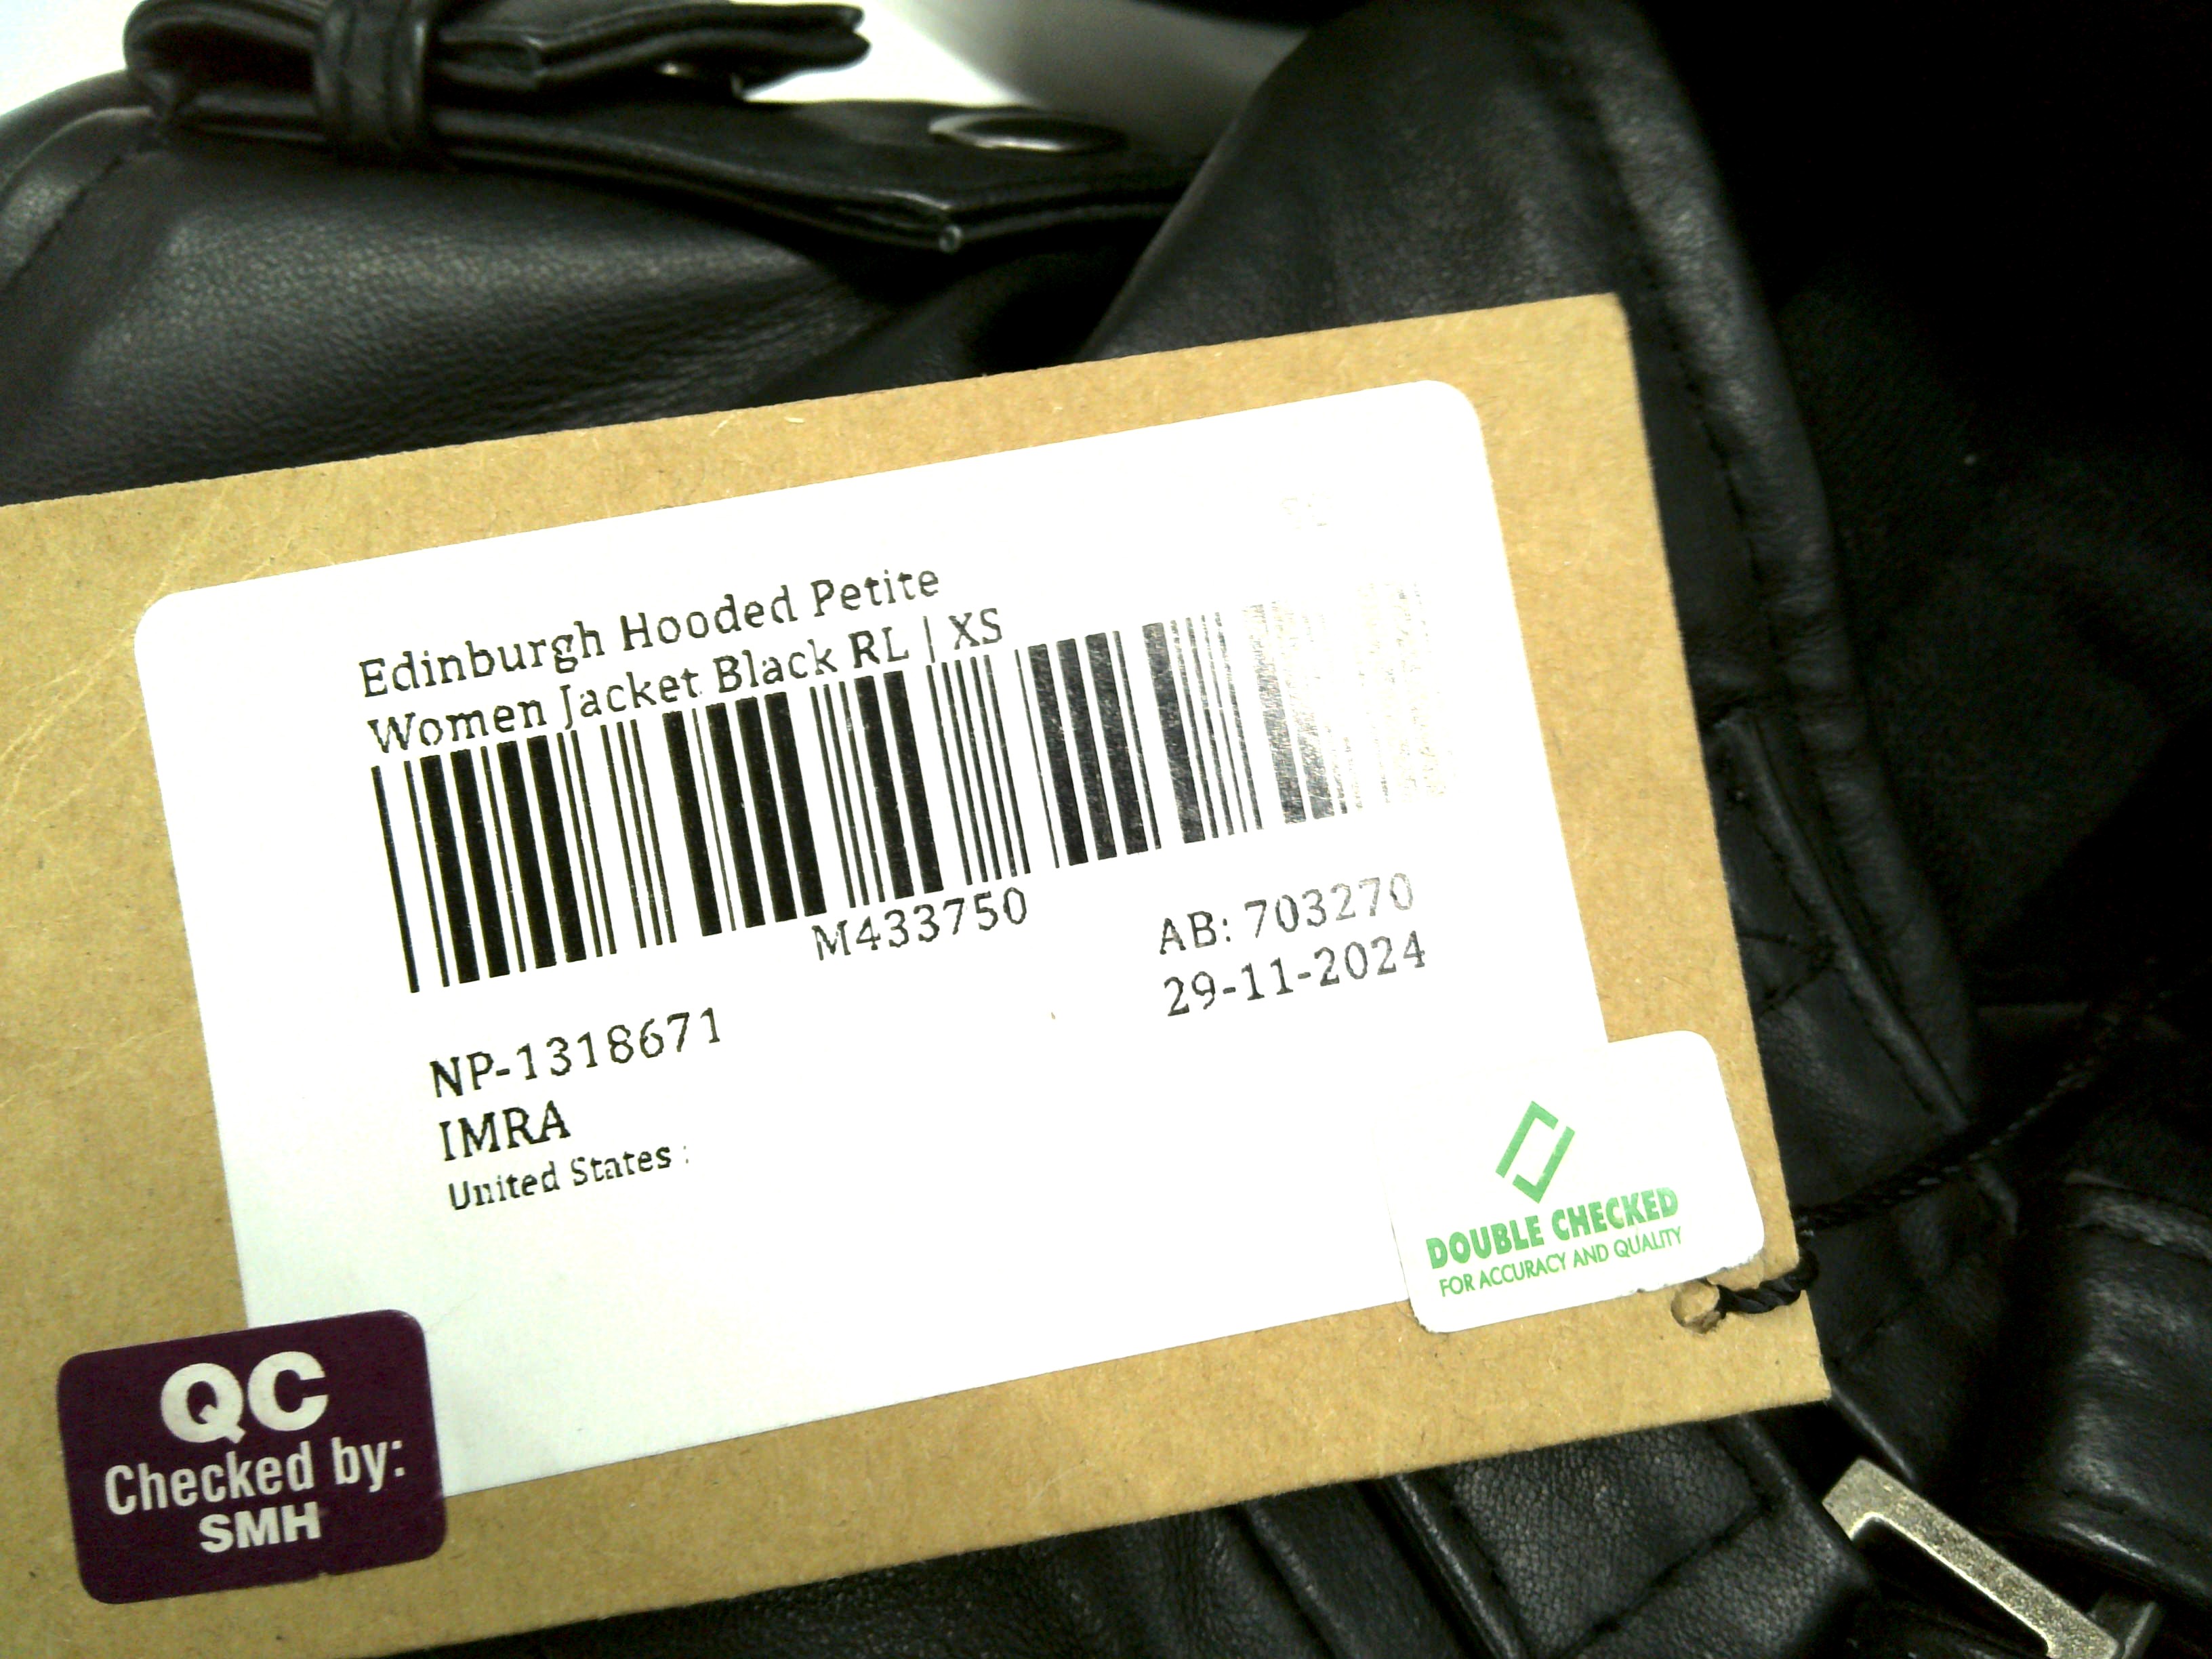 Edinburgh Hooded Petite
Women Jacket Black RL | XS
M433750
AB: 703270
29-11-2024
NP-1318671
IMRA
United States :
DOUBLE CHECKED
FOR ACCURACY AND QUALITY
QC
Checked by:
SMH